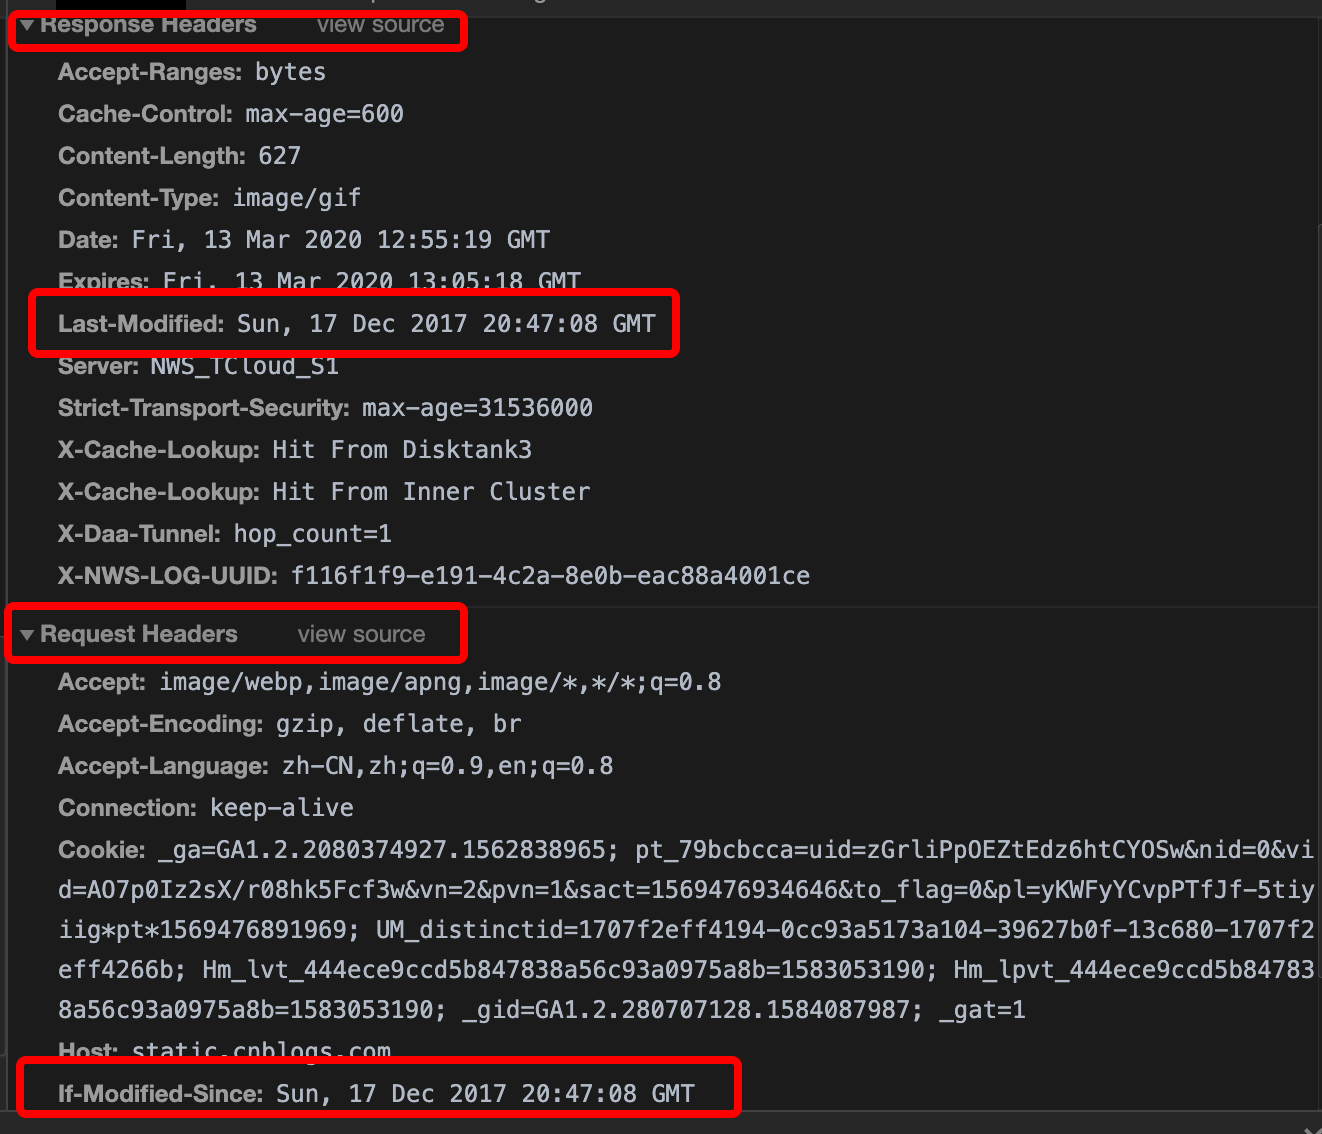 Response Headers view source
Accept-Ranges: bytes
Cache-Control: max-age=600
Content-Length: 627
Content-Type: image/gif
Date: Fri, 13 Mar 2020 12:55:19 GMT
Expires: Fri, 13 Mar 2020 13:05:18 GMT
Last-Modified: Sun, 17 Dec 2017 20:47:08 GMT
Server: NWS_TCloud_S1
Strict-Transport-Security: max-age=31536000
X-Cache-Lookup: Hit From Disktank3
X-Cache-Lookup: Hit From Inner Cluster
X-Daa-Tunnel: hop_count=1
X-NWS-LOG-UUID: f116f1f9-e191-4c2a-8e0b-eac88a4001ce
Request Headers view source
Accept: image/webp,image/apng,image/*,*/*;q=0.8
Accept-Encoding: gzip, deflate, br
Accept-Language: zh-CN,zh;q=0.9,en;q=0.8
Connection: keep-alive
Cookie: _ga=GA1.2.2080374927.1562838965; pt_79bcbcca=uid=zGrliPpOEZtEdz6htCYOSw&nid=0&vi
d=AO7p0Iz2sX/r08hk5Fcf3w&vn=2&pvn=1&sact=1569476934646&to_flag=0&pl=yKWFyYCvpPTfJf-5tiy
iig*pt*1569476891969; UM_distinctid=1707f2eff4194-0cc93a5173a104-39627b0f-13c680-1707f2
eff4266b; Hm_lvt_444ece9ccd5b847838a56c93a0975a8b=1583053190; Hm_lpvt_444ece9ccd5b84783
8a56c93a0975a8b=1583053190; _gid=GA1.2.280707128.1584087987; _gat=1
Host: static.cnblogs.com
If-Modified-Since: Sun, 17 Dec 2017 20:47:08 GMT